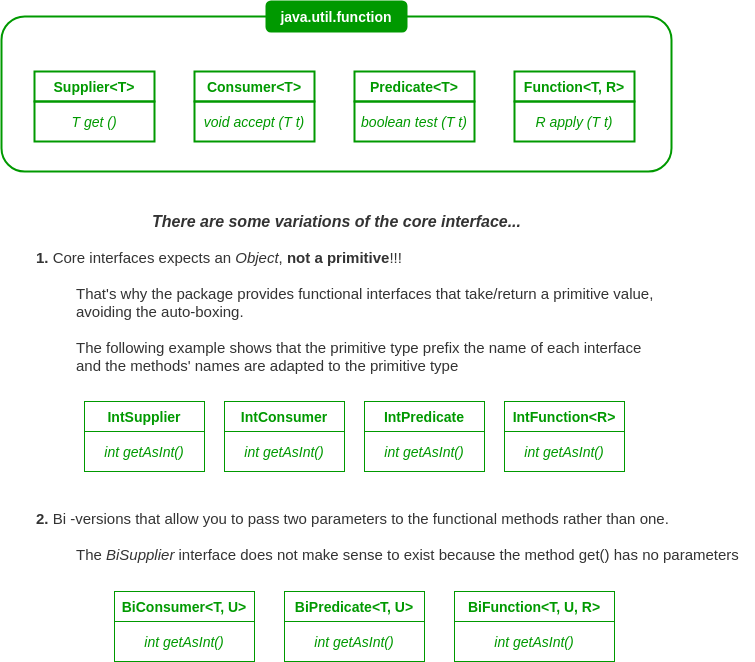 java.util.function
Supplier<T> Consumer<T> Predicate<T> Function<T, R>
T get () void accept (T t) boolean test (T t) R apply (T t)
There are some variations of the core interface...
1. Core interfaces expects an Object, not a primitive!!!
That's why the package provides functional interfaces that take/return a primitive value,
avoiding the auto-boxing.
The following example shows that the primitive type prefix the name of each interface
and the methods' names are adapted to the primitive type
IntSupplier IntConsumer IntPredicate IntFunction<R>
int getAsInt() int getAsInt() int getAsInt() int getAsInt()
2. Bi -versions that allow you to pass two parameters to the functional methods rather than one.
The BiSupplier interface does not make sense to exist because the method get() has no parameters
BiConsumer<T, U> BiPredicate<T, U> BiFunction<T, U, R>
int getAsInt() int getAsInt() int getAsInt()